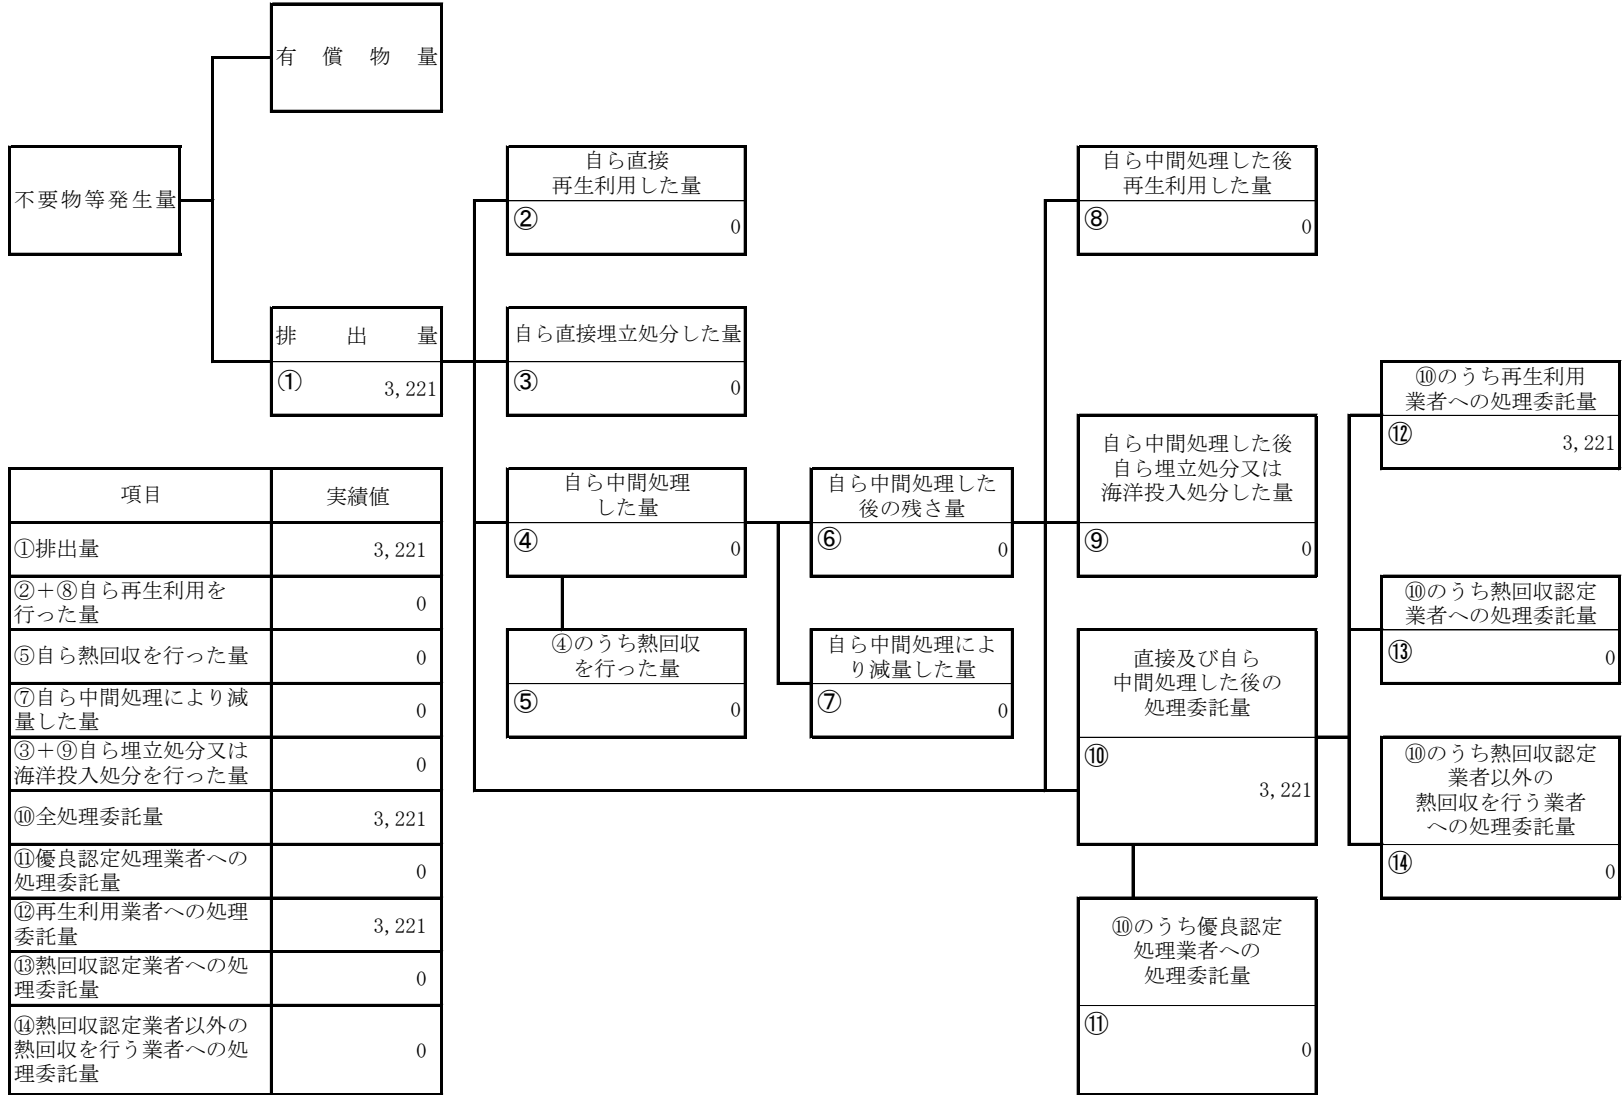 有償物量
不要物等発生量
排出量
① 3,221
自ら直接
再生利用した量
② 0
自ら直接埋立処分した量
③ 0
自ら中間処理
した量
④ 0
④のうち熱回収
を行った量
⑤ 0
自ら中間処理した
後の残さ量
⑥ 0
自ら中間処理によ
り減量した量
⑦ 0
自ら中間処理した後
再生利用した量
⑧ 0
自ら中間処理した後
自ら埋立処分又は
海洋投入処分した量
⑨ 0
直接及び自ら
中間処理した後の
処理委託量
⑩
3,221
⑩のうち優良認定
処理業者への
処理委託量
⑪
0
⑩のうち再生利用
業者への処理委託量
⑫ 3,221
⑩のうち熱回収認定
業者への処理委託量
⑬ 0
⑩のうち熱回収認定
業者以外の
熱回収を行う業者
への処理委託量
⑭ 0
項目 実績値
①排出量 3,221
②+⑧自ら再生利用を
行った量 0
⑤自ら熱回収を行った量 0
⑦自ら中間処理により減
量した量 0
③+⑨自ら埋立処分又は
海洋投入処分を行った量 0
⑩全処理委託量 3,221
⑪優良認定処理業者への
処理委託量 0
⑫再生利用業者への処理
委託量 3,221
⑬熱回収認定業者への処
理委託量 0
⑭熱回収認定業者以外の
熱回収を行う業者への処
理委託量 0